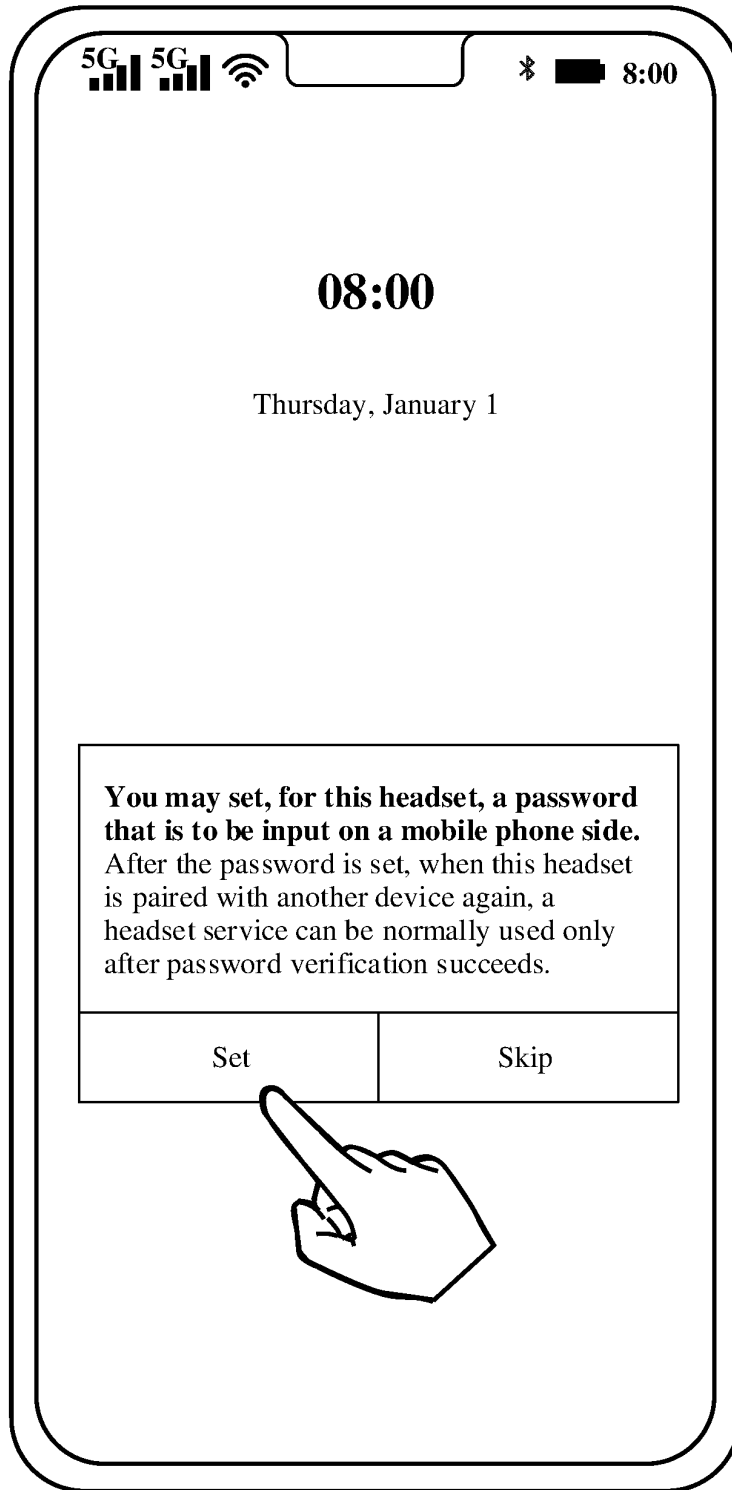 5G 5G 8:00
08:00
Thursday, January 1
You may set, for this headset, a password
that is to be input on a mobile phone side.
After the password is set, when this headset
is paired with another device again, a
headset service can be normally used only
after password verification succeeds.
Set Skip